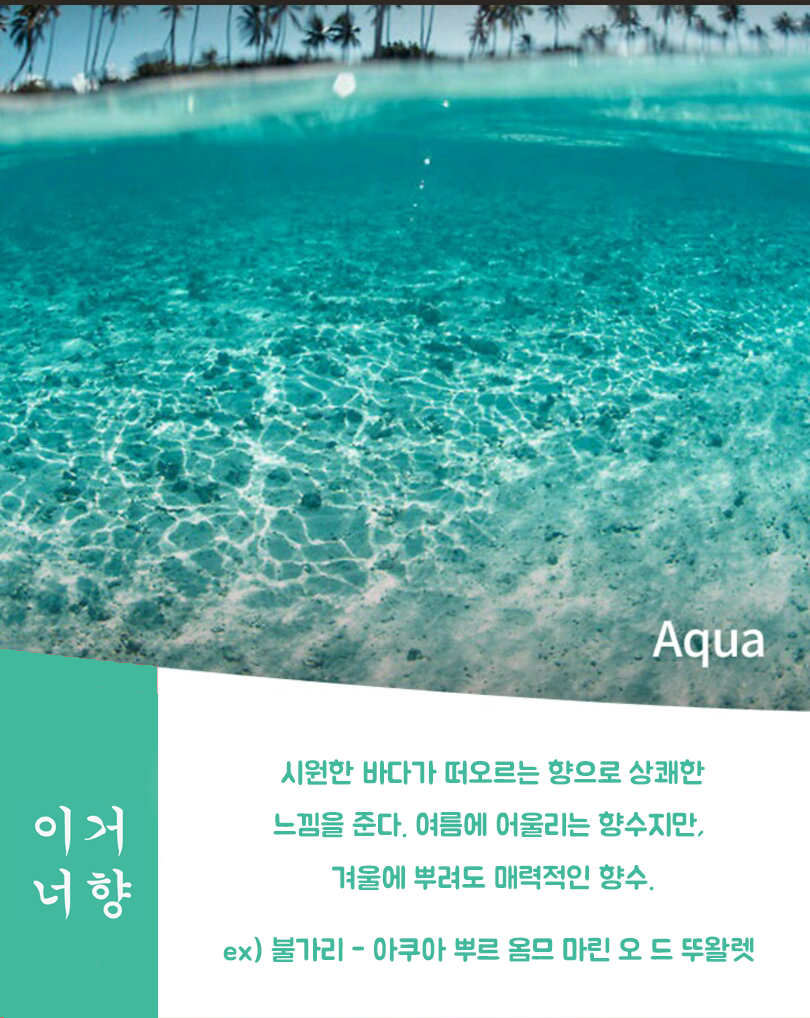 Aqua
시원한 바다가 떠오르는 향으로 상쾌한
느낌을 준다. 여름에 어울리는 향수지만,
겨울에 뿌려도 매력적인 향수.
ex) 불가리 - 아쿠아 뿌르 옴므 마린 오 드 뚜왈렛
이거
너향